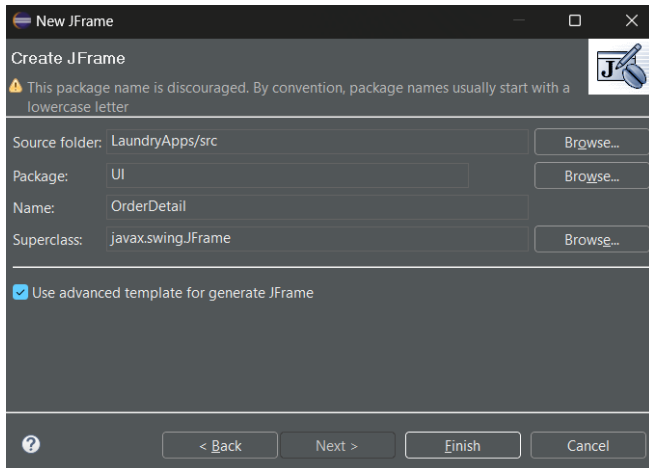 New JFrame
Create JFrame
This package name is discouraged. By convention, package names usually start with a
lowercase letter
Source folder: LaundryApps/src Browse...
Package: UI Browse...
Name: OrderDetail
Superclass: javax.swing.JFrame Browse...
Use advanced template for generate JFrame
? < Back Next > Finish Cancel